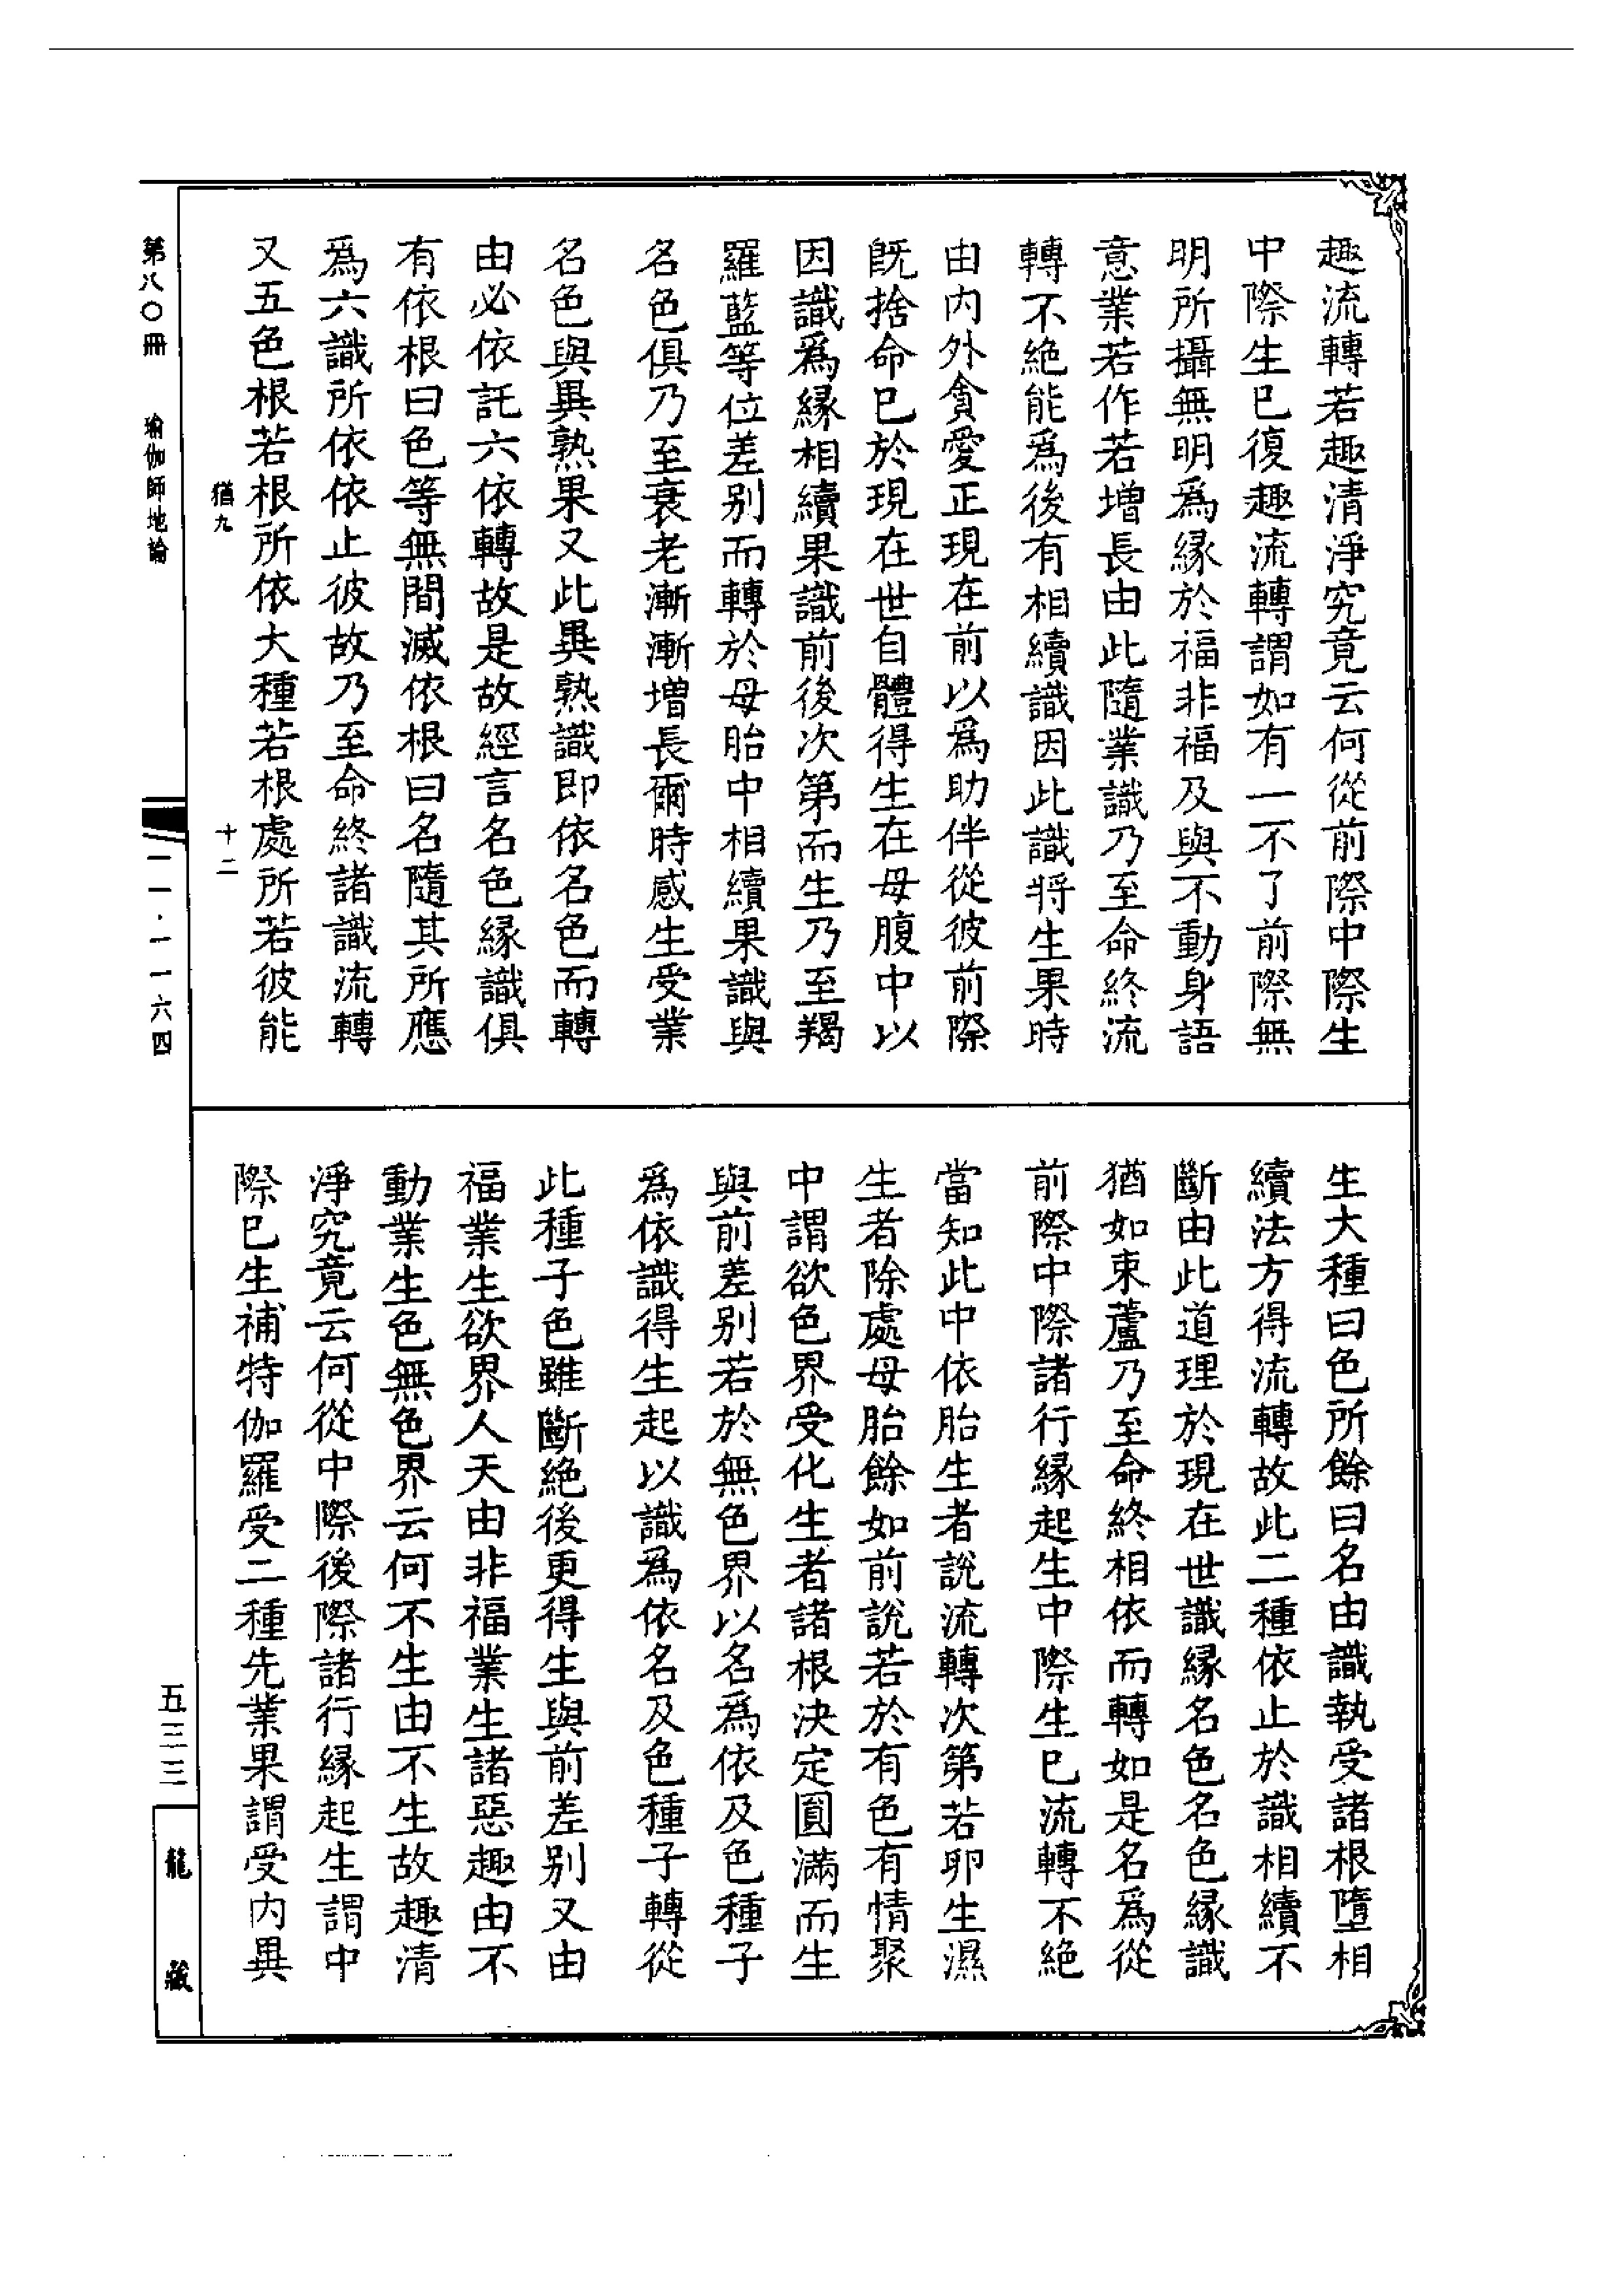 趣流轉若趣清淨究竟云何從前際中際生
中際生已復趣流轉謂如有一不了前際無
明所攝無明為緣於福非福及與不動身語
意業若作若增長由此隨業識乃至命終流
轉不絕能為後有相續識因此識將生果時
由內外貪愛正現在前以為助伴從彼前際
旣捨命已於現在世自體得生在母腹中以
因識為緣相續果識前後次第而生乃至羯
羅藍等位差别而轉於母胎中相續果識與
名色俱乃至衰老漸漸增長爾時感生受業
名色與異熟果又此異熟識即依名色而轉
由必依託六依轉故是故經言名色緣識俱
有依根曰色等無間滅依根曰名隨其所應
為六識所依依止彼故乃至命終諸識流轉
又五色根若根所依大種若根處所若彼能
猶九 十二
生大種曰色所餘曰名由識執受諸根墮相
續法方得流轉故此二種依止於識相續不
斷由此道理於現在世識緣名色名色緣識
猶如束蘆乃至命終相依而轉如是名為從
前際中際諸行緣起生中際生已流轉不絕
當知此中依胎生者說流轉次第若卵生濕
生者除處母胎餘如前說若於有色有情聚
中謂欲色界受化生者諸根決定圓滿而生
與前差别若於無色界以名為依及色種子
為依識得生起以識為依名及色種子轉從
此種子色雖斷絕後更得生與前差别又由
福業生欲界人天由非福業生諸惡趣由不
動業生色無色界云何不生由不生故趣清
淨究竟云何從中際後際諸行緣起生謂中
際已生補特伽羅受二種先業果謂受內異
第八〇冊 瑜伽師地論
一一·一一六四
五三三
龍藏